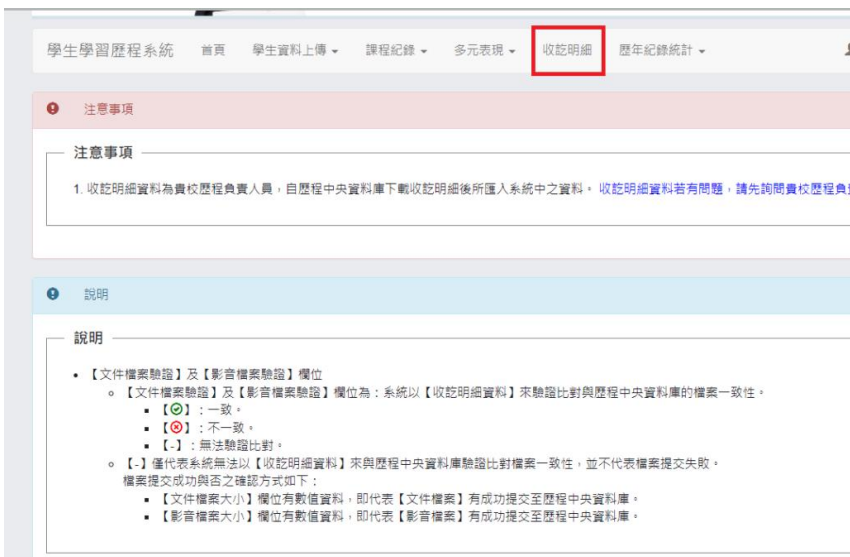 學生學習歷程系統 首頁 學生資料上傳 課程紀錄 多元表現 收訖明細 歷年紀錄統計
注意事項
注意事項
1. 收訖明細資料為貴校歷程負責人員，自歷程中央資料庫下載收訖明細後所匯入系統中之資料。收訖明細資料若有問題，請先詢問貴校歷程負
說明
說明
• 【文件檔案驗證】及【影音檔案驗證】欄位
【文件檔案驗證】及【影音檔案驗證】欄位為：系統以【收訖明細資料】來驗證比對與歷程中央資料庫的檔案一致性。
【✓】：一致。
【✗】：不一致。
【-】：無法驗證比對。
【-】僅代表系統無法以【收訖明細資料】來與歷程中央資料庫驗證比對檔案一致性，並不代表檔案提交失敗。
檔案提交成功與否之確認方式如下：
【文件檔案大小】欄位有數值資料，即代表【文件檔案】有成功提交至歷程中央資料庫。
【影音檔案大小】欄位有數值資料，即代表【影音檔案】有成功提交至歷程中央資料庫。